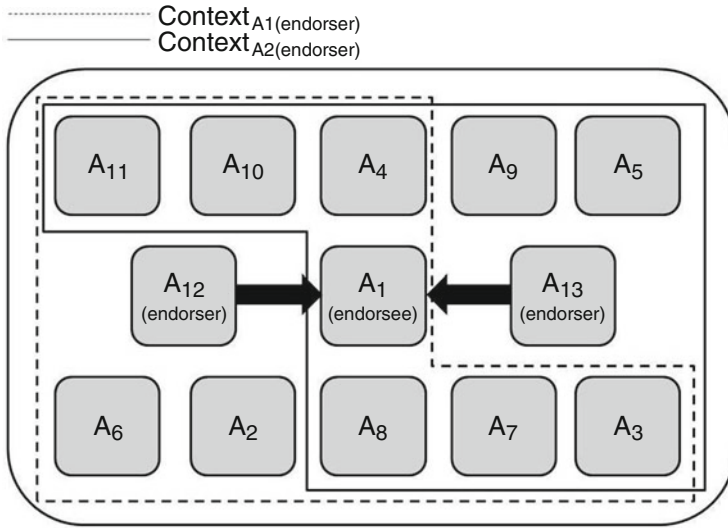 Context A1(endorser)
Context A2(endorser)
A11 A10 A4 A9 A5
A12 A1 A13
(endorser) (endorsee) (endorser)
A6 A2 A8 A7 A3